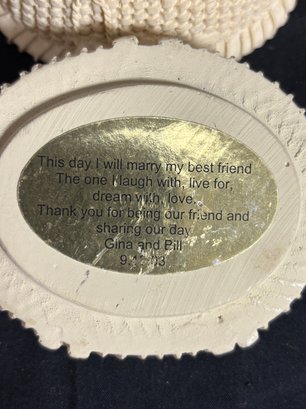 This day I will marry my best friend
The one I laugh with, live for,
dream with, love.
Thank you for being our friend and
sharing our day
Gina and Bill